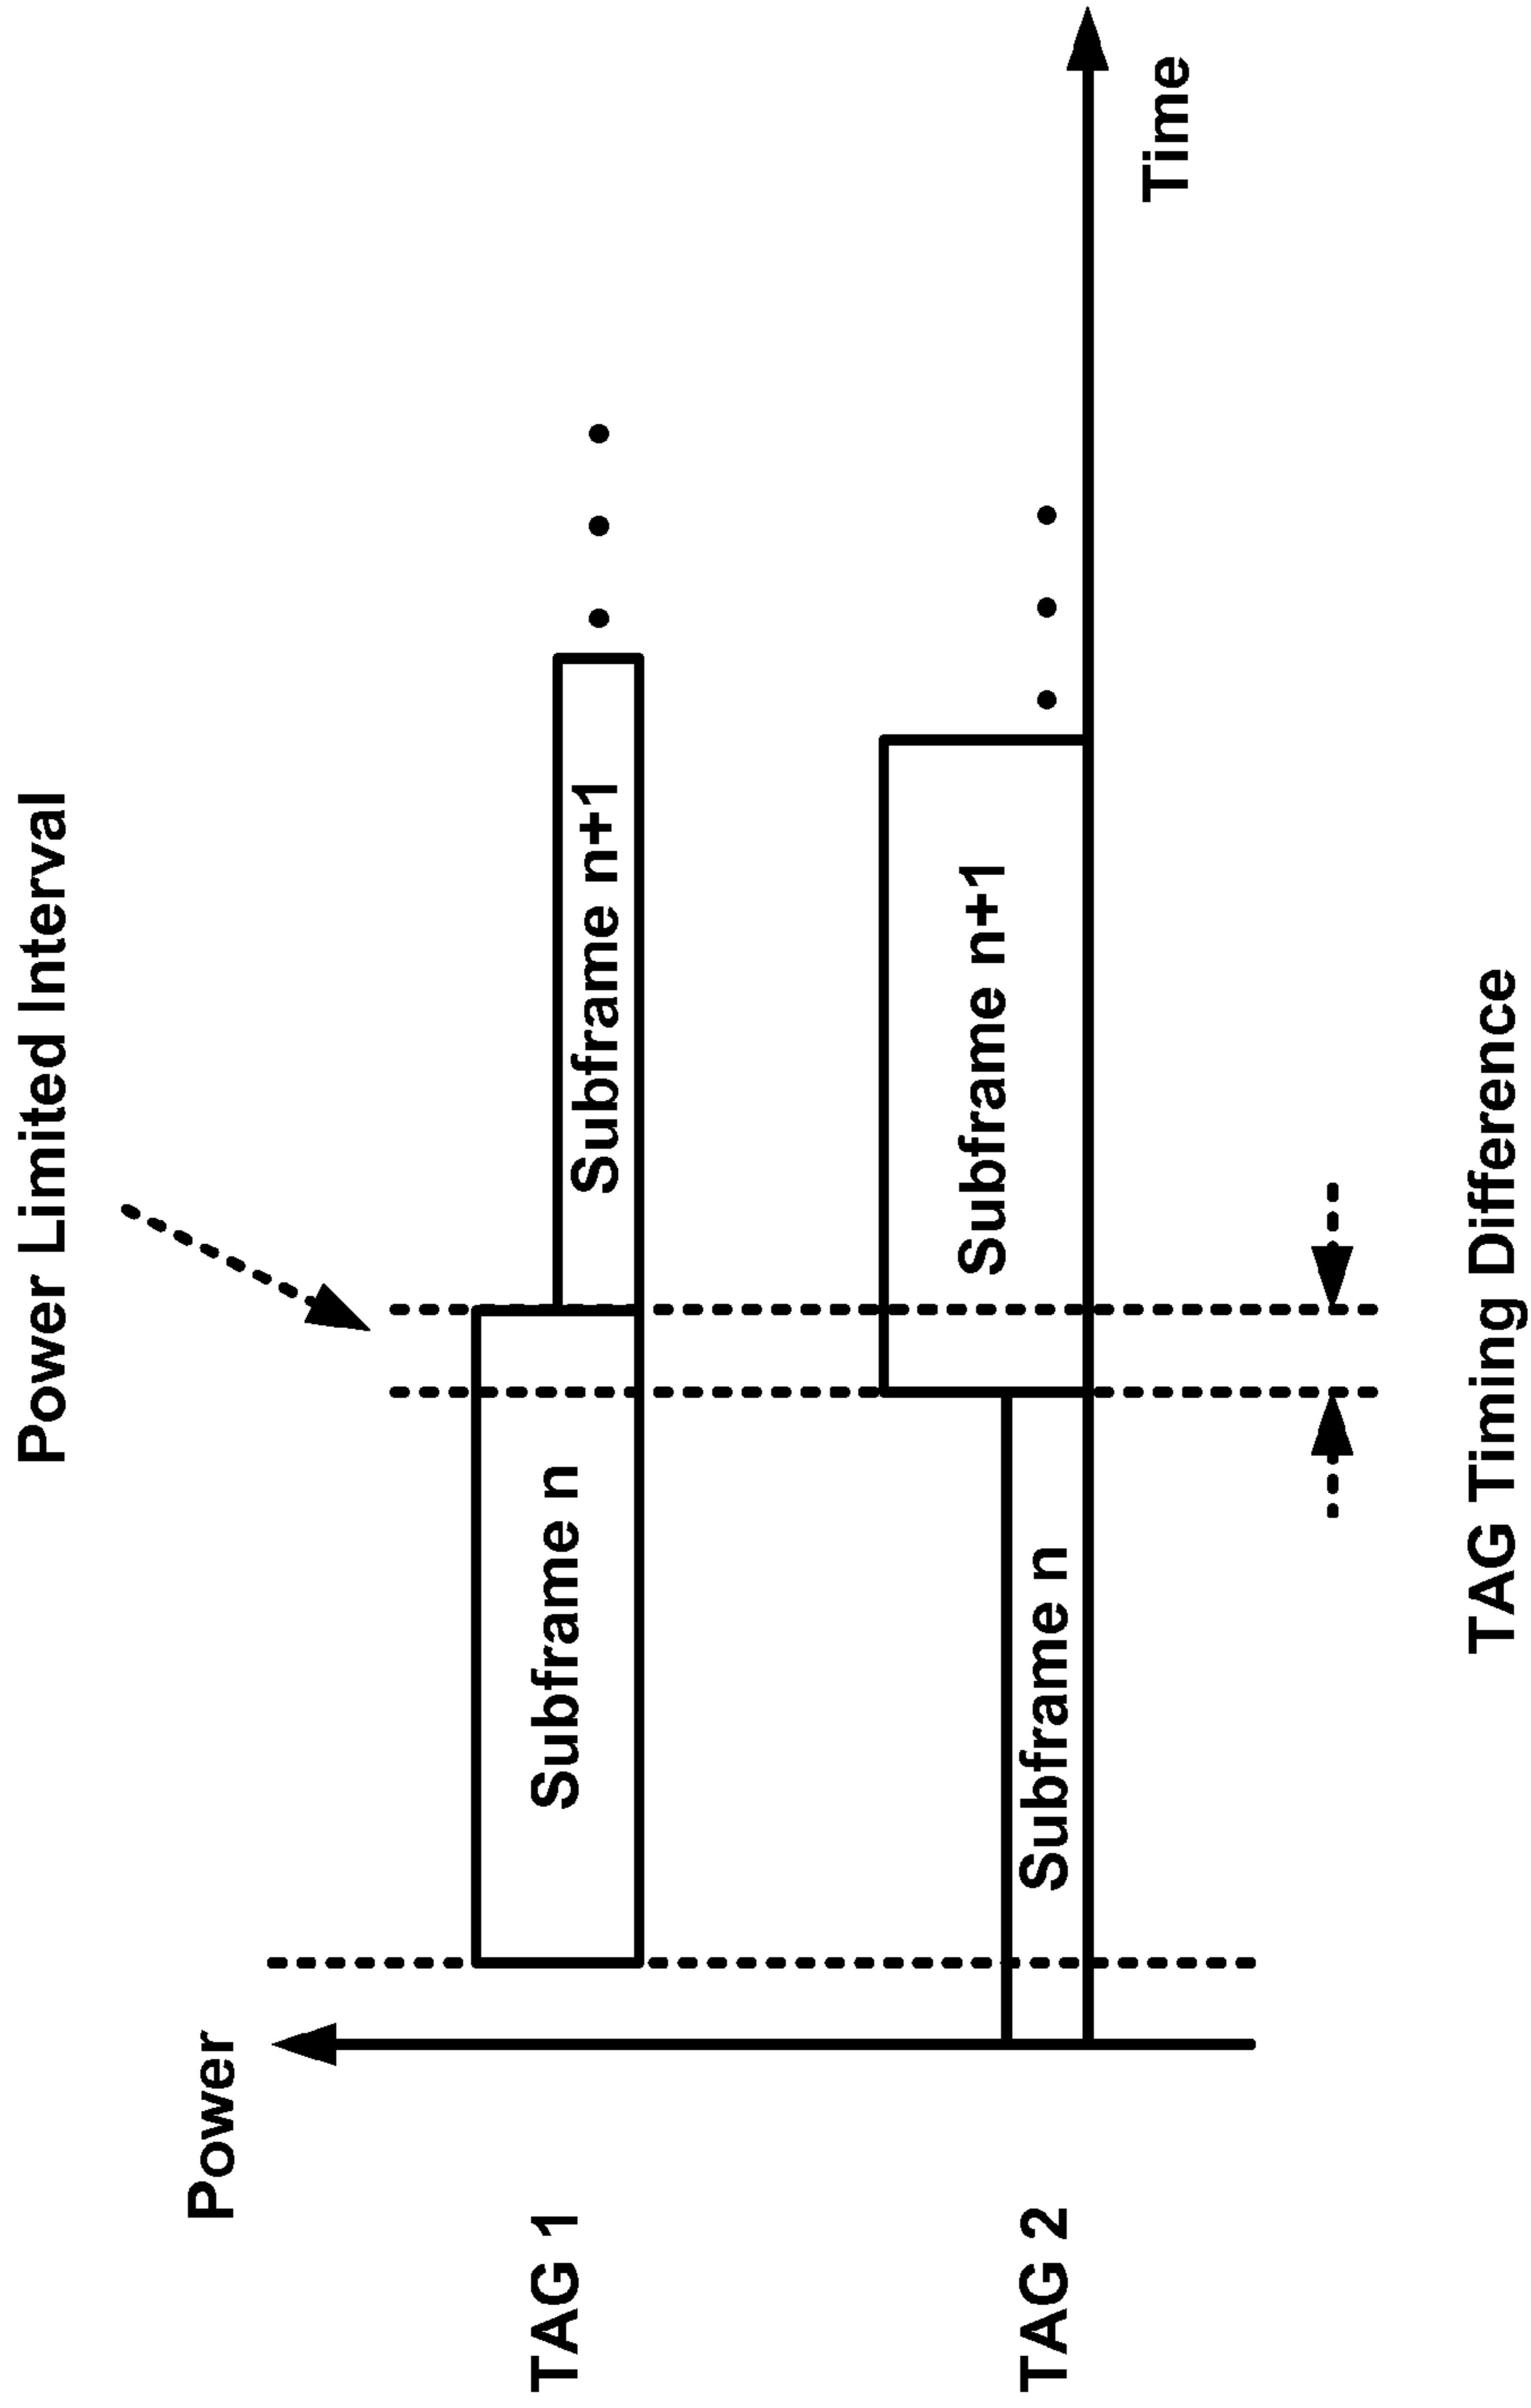 Power Limited Interval
Power
TAG 1
Subframe n
Subframe n+1
TAG 2
Subframe n
Subframe n+1
Time
TAG Timing Difference